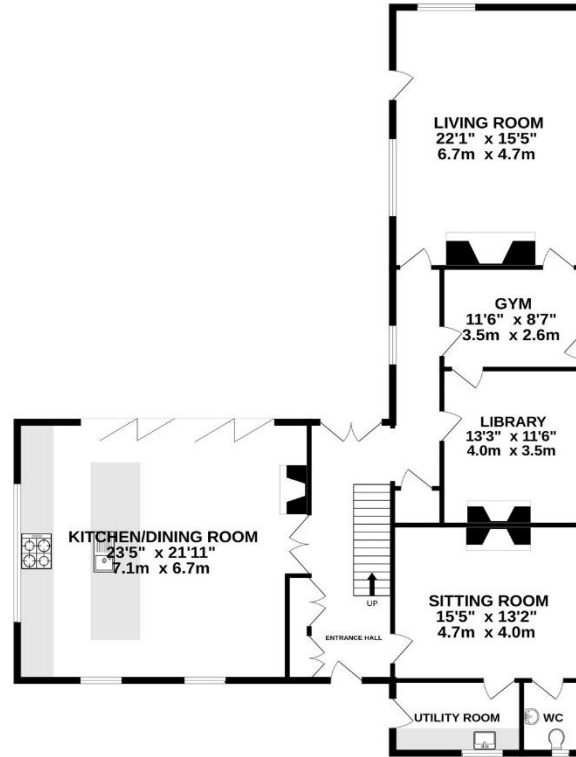 LIVING ROOM
22'1" x 15'5"
6.7m x 4.7m
GYM
11'6" x 8'7"
3.5m x 2.6m
LIBRARY
13'3" x 11'6"
4.0m x 3.5m
KITCHEN/DINING ROOM
23'5" x 21'11"
7.1m x 6.7m
UP
SITTING ROOM
15'5" x 13'2"
4.7m x 4.0m
ENTRANCE HALL
UTILITY ROOM
WC